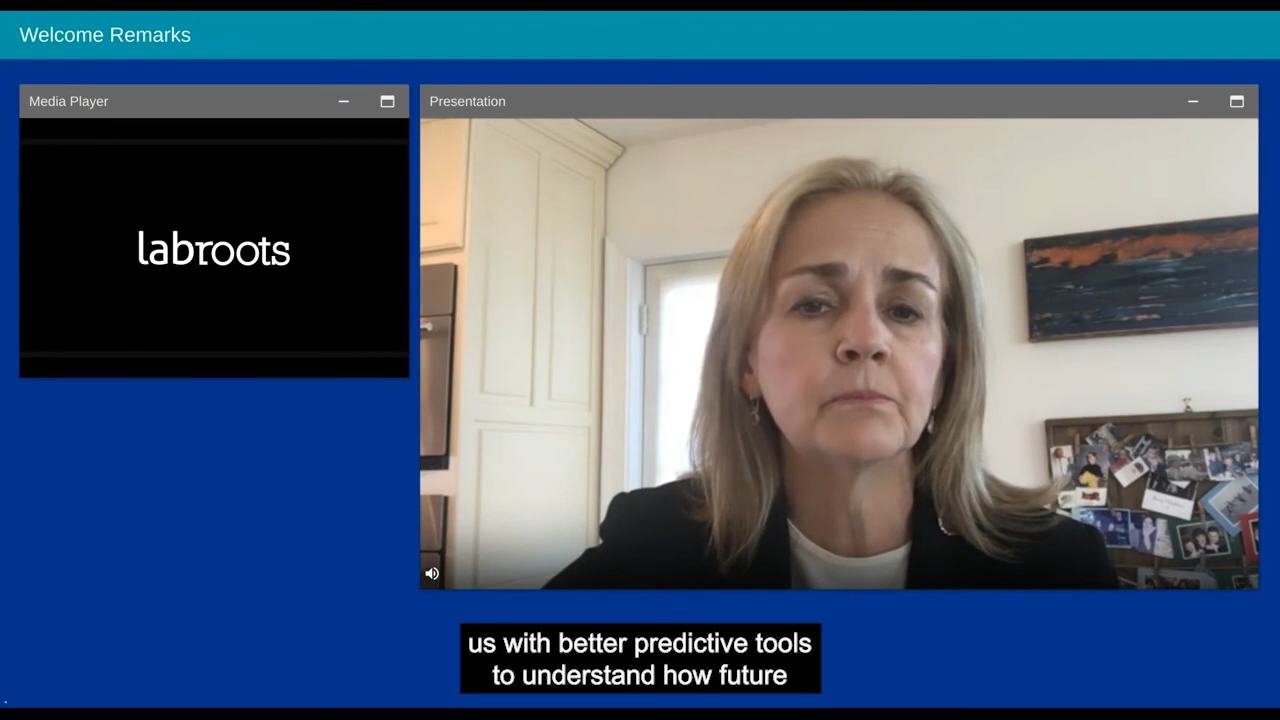 Welcome Remarks
Media Player
Presentation
labroots
us with better predictive tools
to understand how future